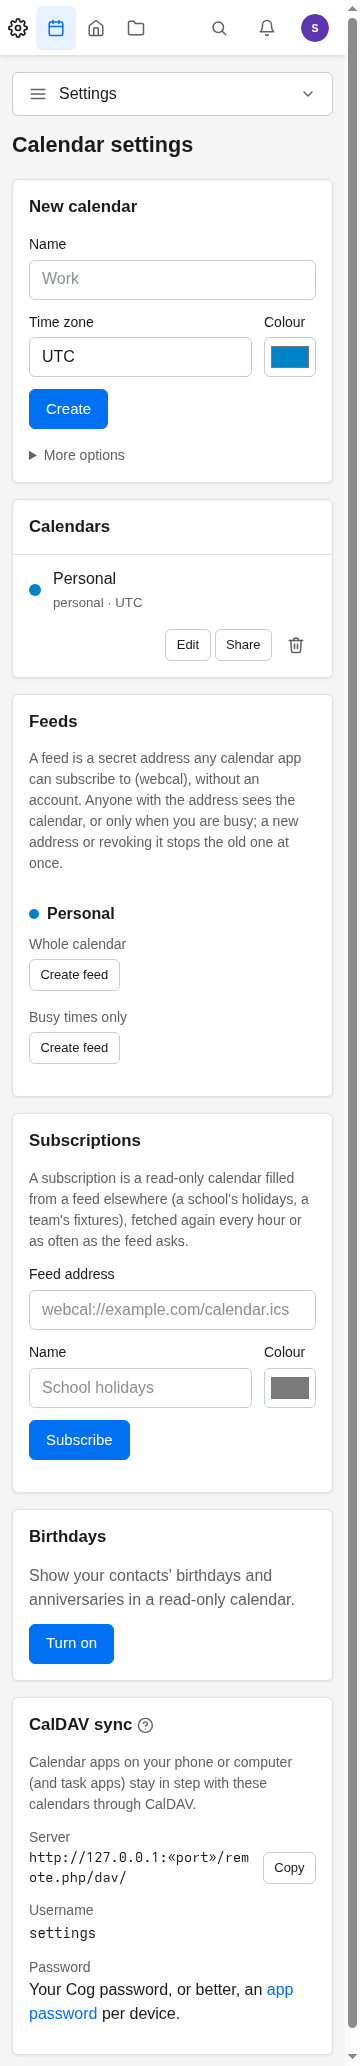 S
Settings
Calendar settings
New calendar
Name
Work
Time zone
Colour
UTC
Create
More options
Calendars
Personal
personal · UTC
Edit
Share
Feeds
A feed is a secret address any calendar app
can subscribe to (webcal), without an
account. Anyone with the address sees the
calendar, or only when you are busy; a new
address or revoking it stops the old one at
once.
Personal
Whole calendar
Create feed
Busy times only
Create feed
Subscriptions
A subscription is a read-only calendar filled
from a feed elsewhere (a school's holidays, a
team's fixtures), fetched again every hour or
as often as the feed asks.
Feed address
webcal://example.com/calendar.ics
Name
Colour
School holidays
Subscribe
Birthdays
Show your contacts' birthdays and
anniversaries in a read-only calendar.
Turn on
CalDAV sync
Calendar apps on your phone or computer
(and task apps) stay in step with these
calendars through CalDAV.
Server
http://127.0.0.1:«port»/rem
ote.php/dav/
Copy
Username
settings
Password
Your Cog password, or better, an app
password per device.